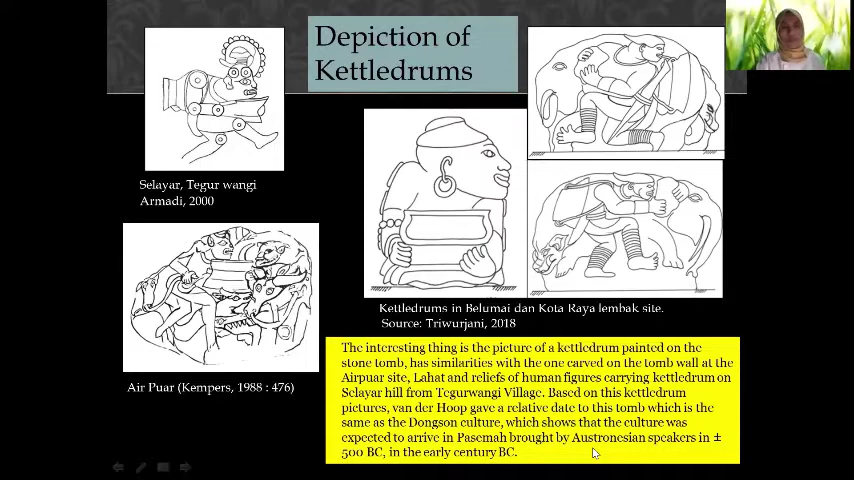 Depiction of
Kettledrums
Selayar, Tegur wangi
Armadi, 2000
Kettledrums in Belumai dan Kota Raya lembak site.
Source: Triwurjani, 2018
Air Puar (Kempers, 1988 : 476)
The interesting thing is the picture of a kettledrum painted on the
stone tomb, has similarities with the one carved on the tomb wall at the
Airpuar site, Lahat and reliefs of human figures carrying kettledrum on
Selayar hill from Tegurwangi Village. Based on this kettledrum
pictures, van der Hoop gave a relative date to this tomb which is the
same as the Dongson culture, which shows that the culture was
expected to arrive in Pasemah brought by Austronesian speakers in ±
500 BC, in the early century BC.